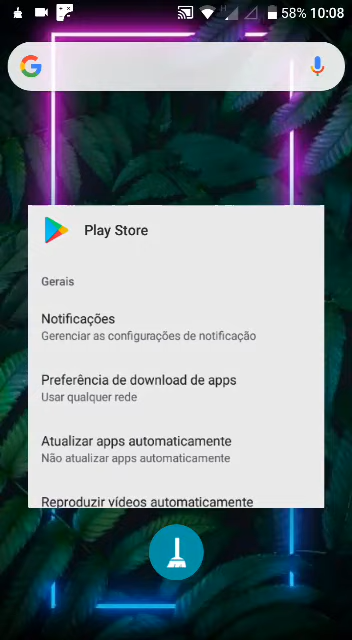 58% 10:08
Play Store
Gerais
Notificações
Gerenciar as configurações de notificação
Preferência de download de apps
Usar qualquer rede
Atualizar apps automaticamente
Não atualizar apps automaticamente
Reproduzir vídeos automaticamente